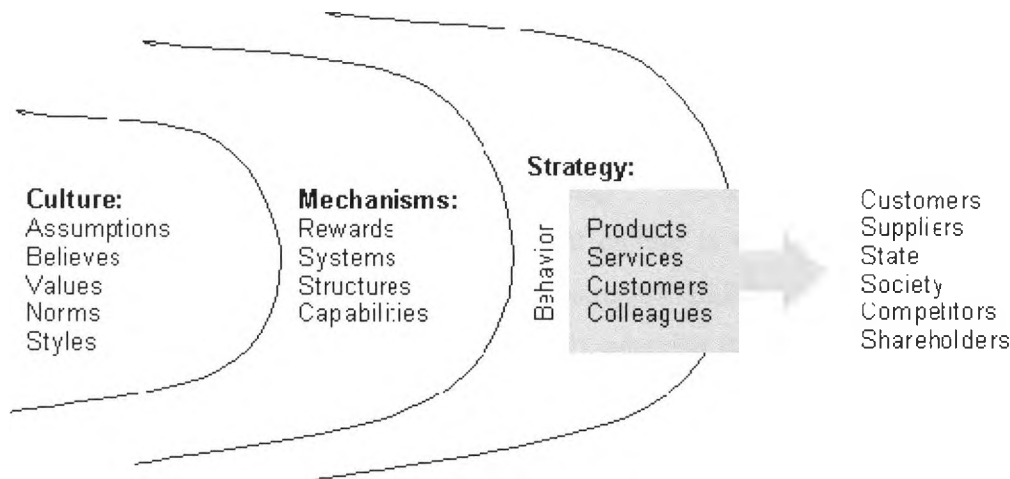 Culture:
Assumptions
Believes
Values
Norms
Styles
Mechanisms:
Rewards
Systems
Structures
Capabilities
Strategy:
Behavior
Products
Services
Customers
Colleagues
Customers
Suppliers
State
Society
Competitors
Shareholders